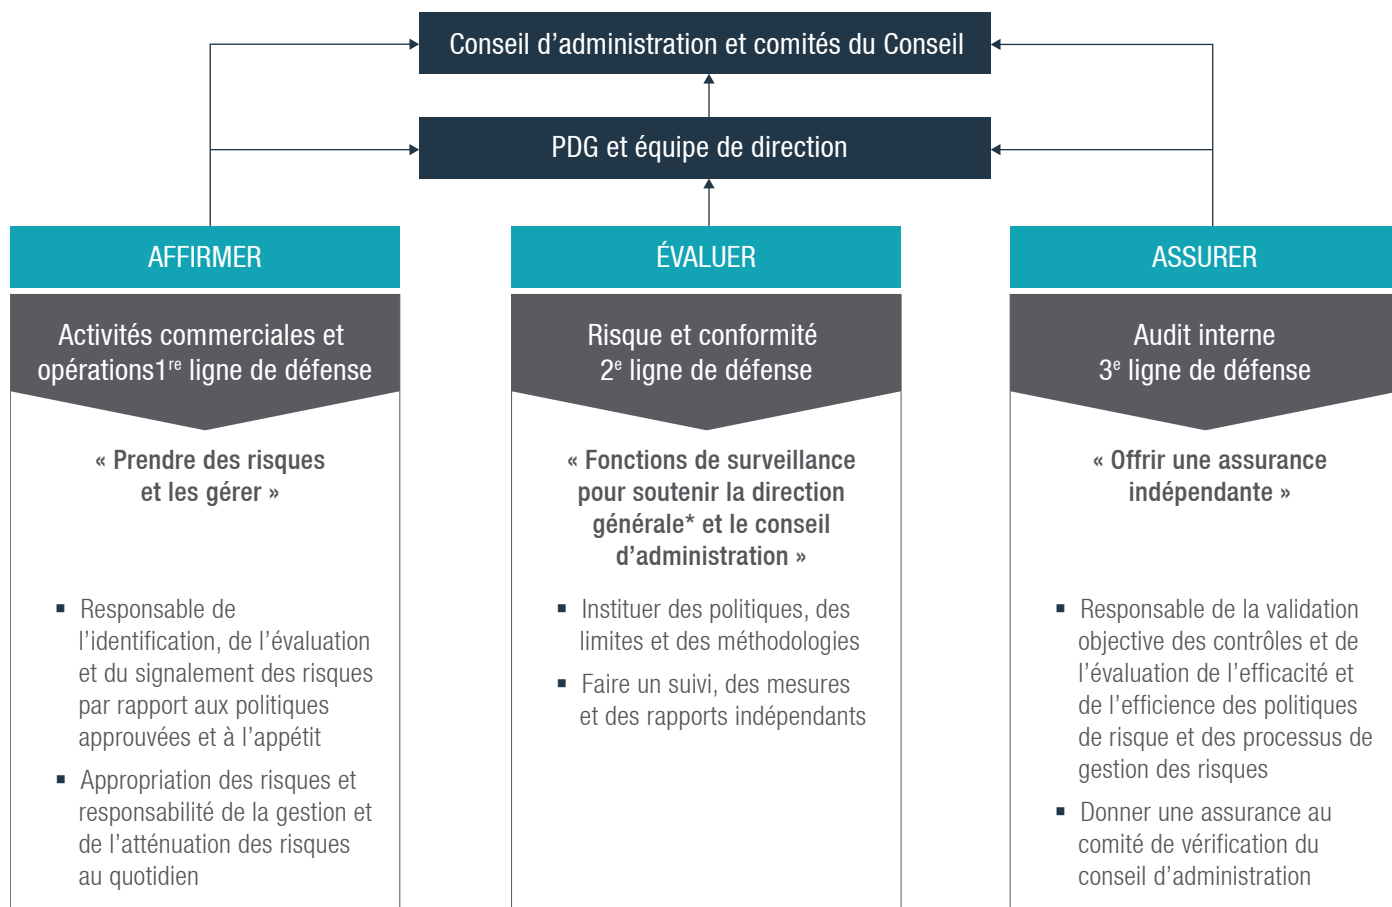 Conseil d’administration et comités du Conseil
PDG et équipe de direction
AFFIRMER
Activités commerciales et
opérations1re ligne de défense
« Prendre des risques
et les gérer »
▪ Responsable de
l’identification, de l’évaluation
et du signalement des risques
par rapport aux politiques
approuvées et à l’appétit
▪ Appropriation des risques et
responsabilité de la gestion et
de l’atténuation des risques
au quotidien
ÉVALUER
Risque et conformité
2e ligne de défense
« Fonctions de surveillance
pour soutenir la direction
générale* et le conseil
d’administration »
▪ Instituer des politiques, des
limites et des méthodologies
▪ Faire un suivi, des mesures
et des rapports indépendants
ASSURER
Audit interne
3e ligne de défense
« Offrir une assurance
indépendante »
▪ Responsable de la validation
objective des contrôles et de
l’évaluation de l’efficacité et
de l’efficience des politiques
de risque et des processus de
gestion des risques
▪ Donner une assurance au
comité de vérification du
conseil d’administration